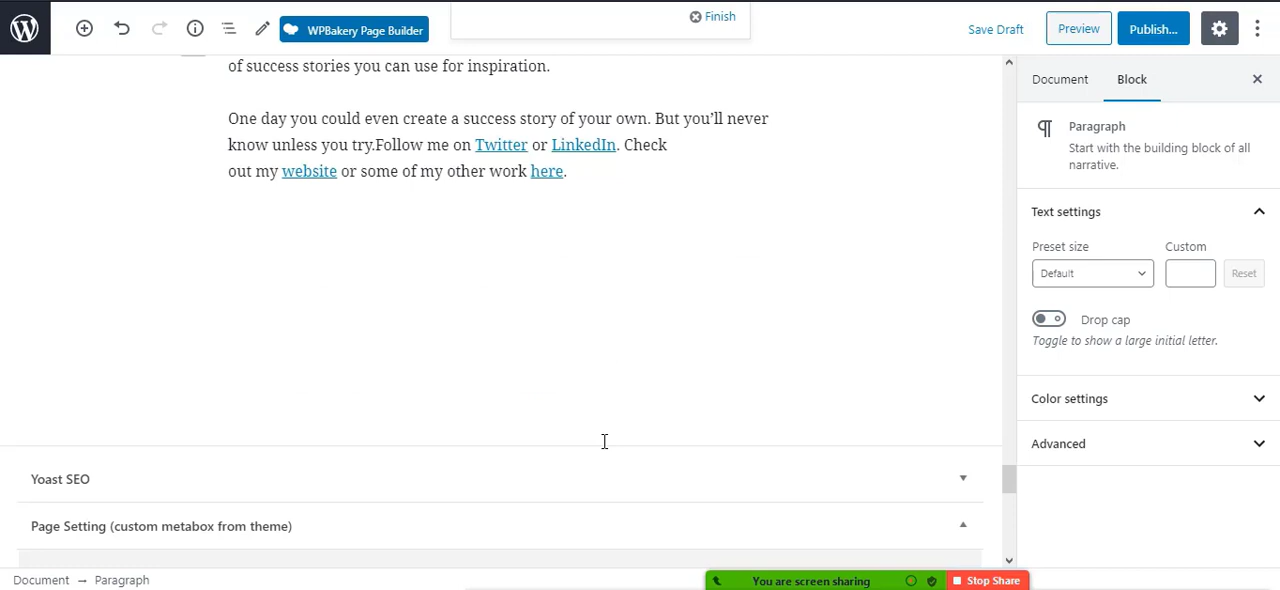 WPBakery Page Builder
Finish
Save Draft
Preview
Publish...
of success stories you can use for inspiration.
One day you could even create a success story of your own. But you’ll never
know unless you try.Follow me on Twitter or LinkedIn. Check
out my website or some of my other work here.
Document
Block
Paragraph
Start with the building block of all
narrative.
Text settings
Preset size
Custom
Default
Reset
Drop cap
Toggle to show a large initial letter.
Color settings
Advanced
Yoast SEO
Page Setting (custom metabox from theme)
Document → Paragraph
You are screen sharing
Stop Share